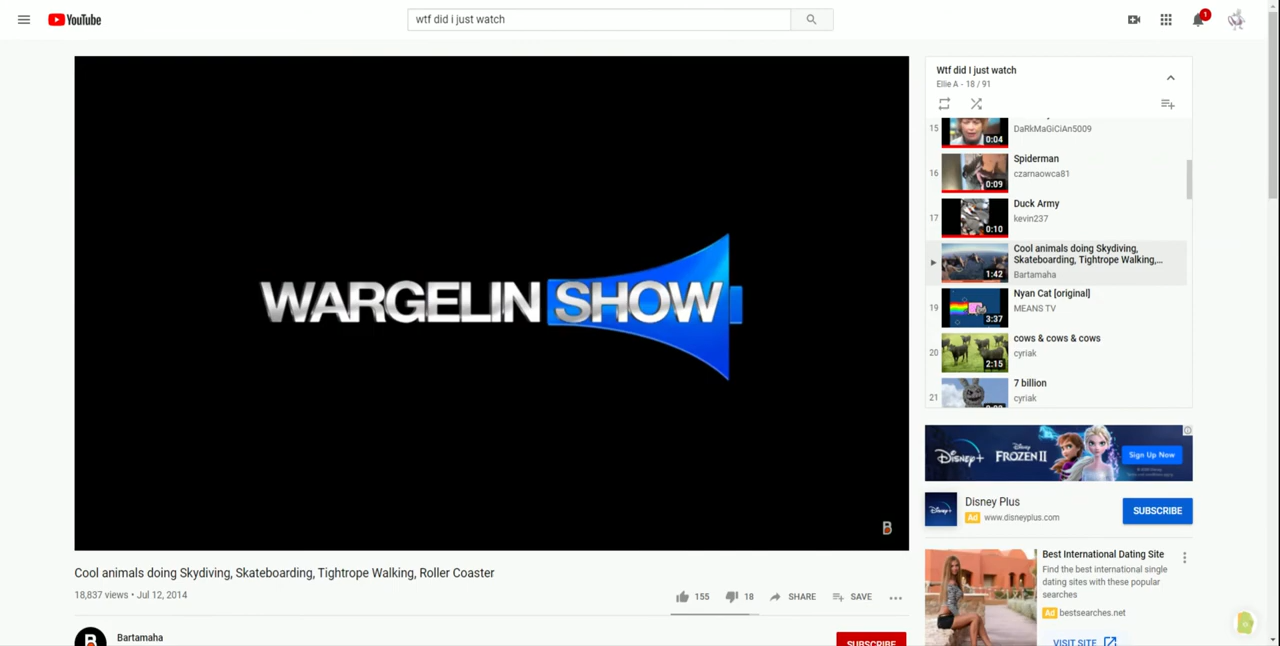 YouTube
wtf did i just watch
1
WARGELIN SHOW
B
Cool animals doing Skydiving, Skateboarding, Tightrope Walking, Roller Coaster
18,837 views • Jul 12, 2014
155
18
SHARE
SAVE
B
Bartamaha
SUBSCRIBE
Wtf did I just watch
Ellie A - 18 / 91
15
0:04
DaRkMaGiCiAn5009
16
0:09
Spiderman
czarnaowca81
17
0:10
Duck Army
kevin237
1:42
Cool animals doing Skydiving,
Skateboarding, Tightrope Walking,...
Bartamaha
19
3:37
Nyan Cat [original]
MEANS TV
20
2:15
cows & cows & cows
cyriak
21
7 billion
cyriak
Disney+
FROZEN II
Sign Up Now
Disney+
Disney Plus
Ad www.disneyplus.com
SUBSCRIBE
Best International Dating Site
Find the best international single
dating sites with these popular
searches
Ad bestsearches.net
VISIT SITE